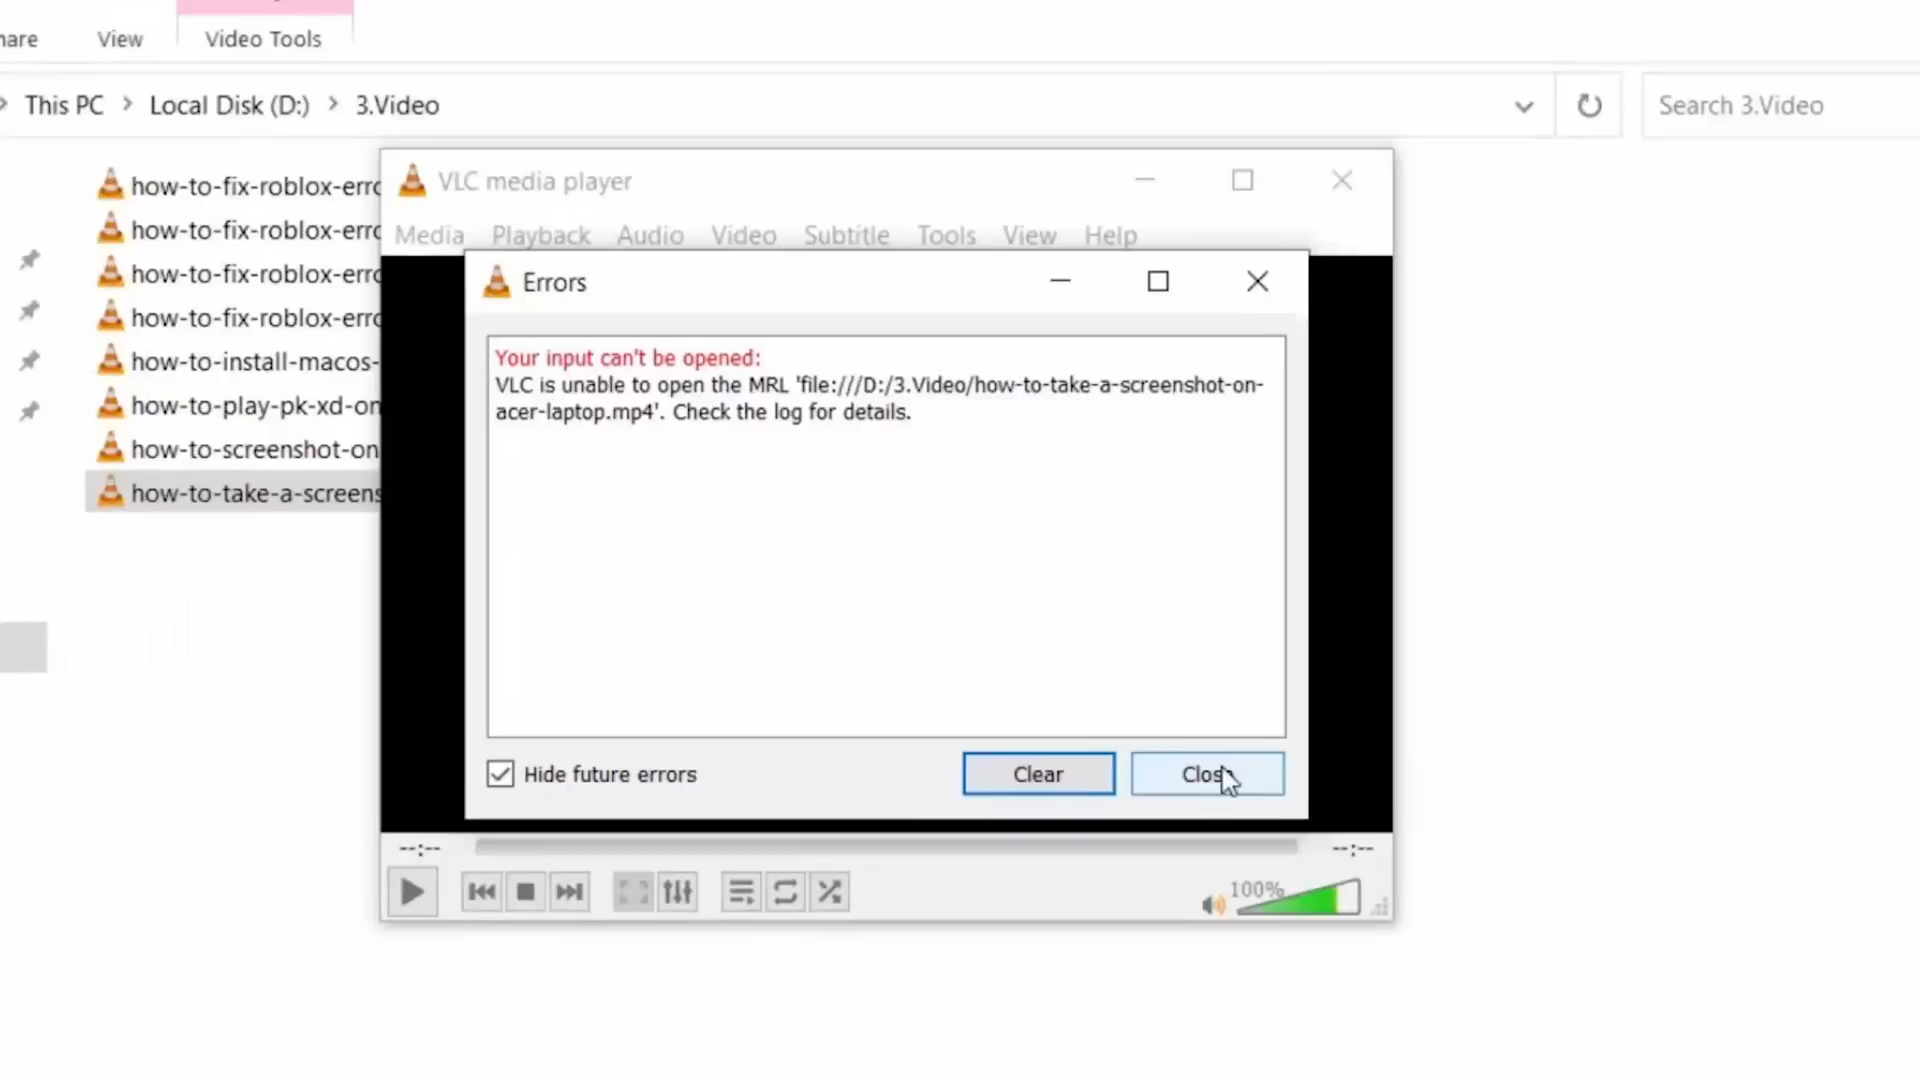 View
Video Tools
This PC > Local Disk (D:) > 3.Video
Search 3.Video
how-to-fix-roblox-erro
how-to-fix-roblox-erro
how-to-fix-roblox-erro
how-to-fix-roblox-erro
how-to-install-macos-
how-to-play-pk-xd-on
how-to-screenshot-on
how-to-take-a-screens
VLC media player
Media Playback Audio Video Subtitle Tools View Help
Errors
Your input can't be opened:
VLC is unable to open the MRL 'file:///D:/3.Video/how-to-take-a-screenshot-on-
acer-laptop.mp4'. Check the log for details.
Hide future errors
Clear
Close
--:--
--:--
100%